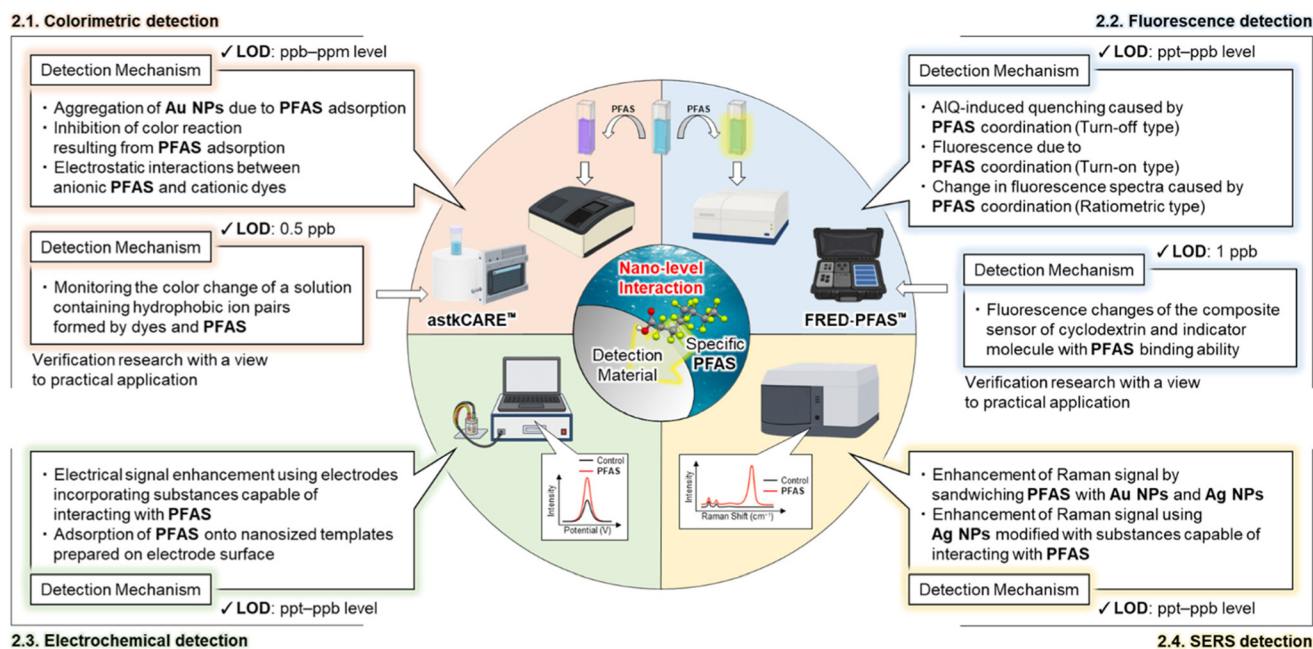 2.1. Colorimetric detection
✓ LOD: ppb–ppm level
Detection Mechanism
・Aggregation of Au NPs due to PFAS adsorption
・Inhibition of color reaction
resulting from PFAS adsorption
・Electrostatic interactions between
anionic PFAS and cationic dyes
✓ LOD: 0.5 ppb
Detection Mechanism
・Monitoring the color change of a solution
containing hydrophobic ion pairs
formed by dyes and PFAS
Verification research with a view
to practical application
2.2. Fluorescence detection
✓ LOD: ppt–ppb level
Detection Mechanism
・AIQ-induced quenching caused by
PFAS coordination (Turn-off type)
・Fluorescence due to
PFAS coordination (Turn-on type)
・Change in fluorescence spectra caused by
PFAS coordination (Ratiometric type)
✓ LOD: 1 ppb
Detection Mechanism
・Fluorescence changes of the composite
sensor of cyclodextrin and indicator
molecule with PFAS binding ability
Verification research with a view
to practical application
PFAS
PFAS
astkCARE™
FRED-PFAS™
Nano-level
Interaction
Specific
PFAS
Detection
Material
Intensity
Control
PFAS
Potential (V)
Intensity
Control
PFAS
Raman Shift (cm⁻¹)
・Electrical signal enhancement using electrodes
incorporating substances capable of
interacting with PFAS
・Adsorption of PFAS onto nanosized templates
prepared on electrode surface
Detection Mechanism
✓ LOD: ppt–ppb level
2.3. Electrochemical detection
・Enhancement of Raman signal by
sandwiching PFAS with Au NPs and Ag NPs
・Enhancement of Raman signal using
Ag NPs modified with substances capable of
interacting with PFAS
Detection Mechanism
✓ LOD: ppt–ppb level
2.4. SERS detection